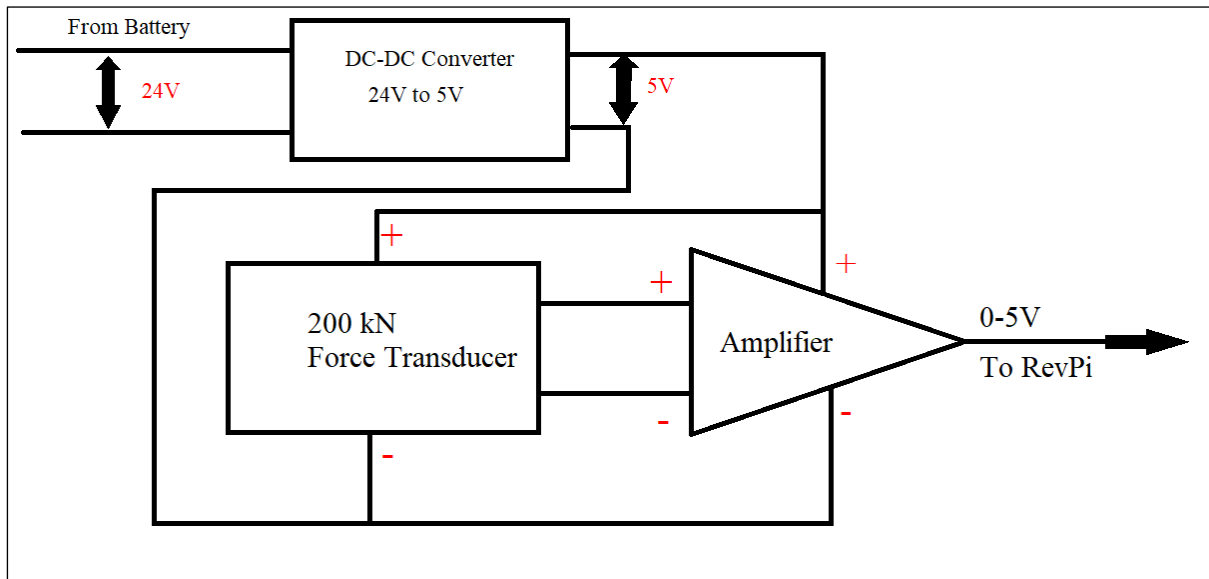 From Battery
24V
DC-DC Converter
24V to 5V
5V
+
200 kN
Force Transducer
-
+
-
Amplifier
+
-
0-5V
To RevPi